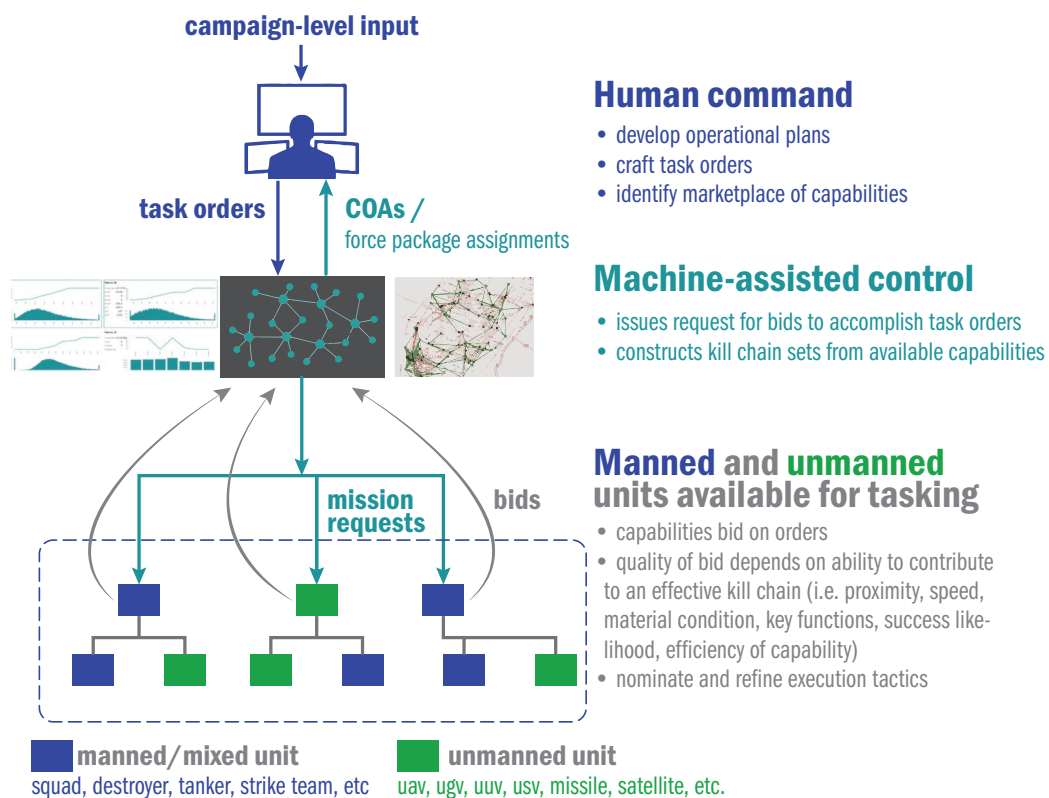 campaign-level input
Human command
• develop operational plans
• craft task orders
• identify marketplace of capabilities
task orders
COAs /
force package assignments
Machine-assisted control
• issues request for bids to accomplish task orders
• constructs kill chain sets from available capabilities
Manned and unmanned
units available for tasking
• capabilities bid on orders
• quality of bid depends on ability to contribute
to an effective kill chain (i.e. proximity, speed,
material condition, key functions, success like-
lihood, efficiency of capability)
• nominate and refine execution tactics
mission
requests
bids
manned/mixed unit
squad, destroyer, tanker, strike team, etc
unmanned unit
uav, ugv, uuv, usv, missile, satellite, etc.